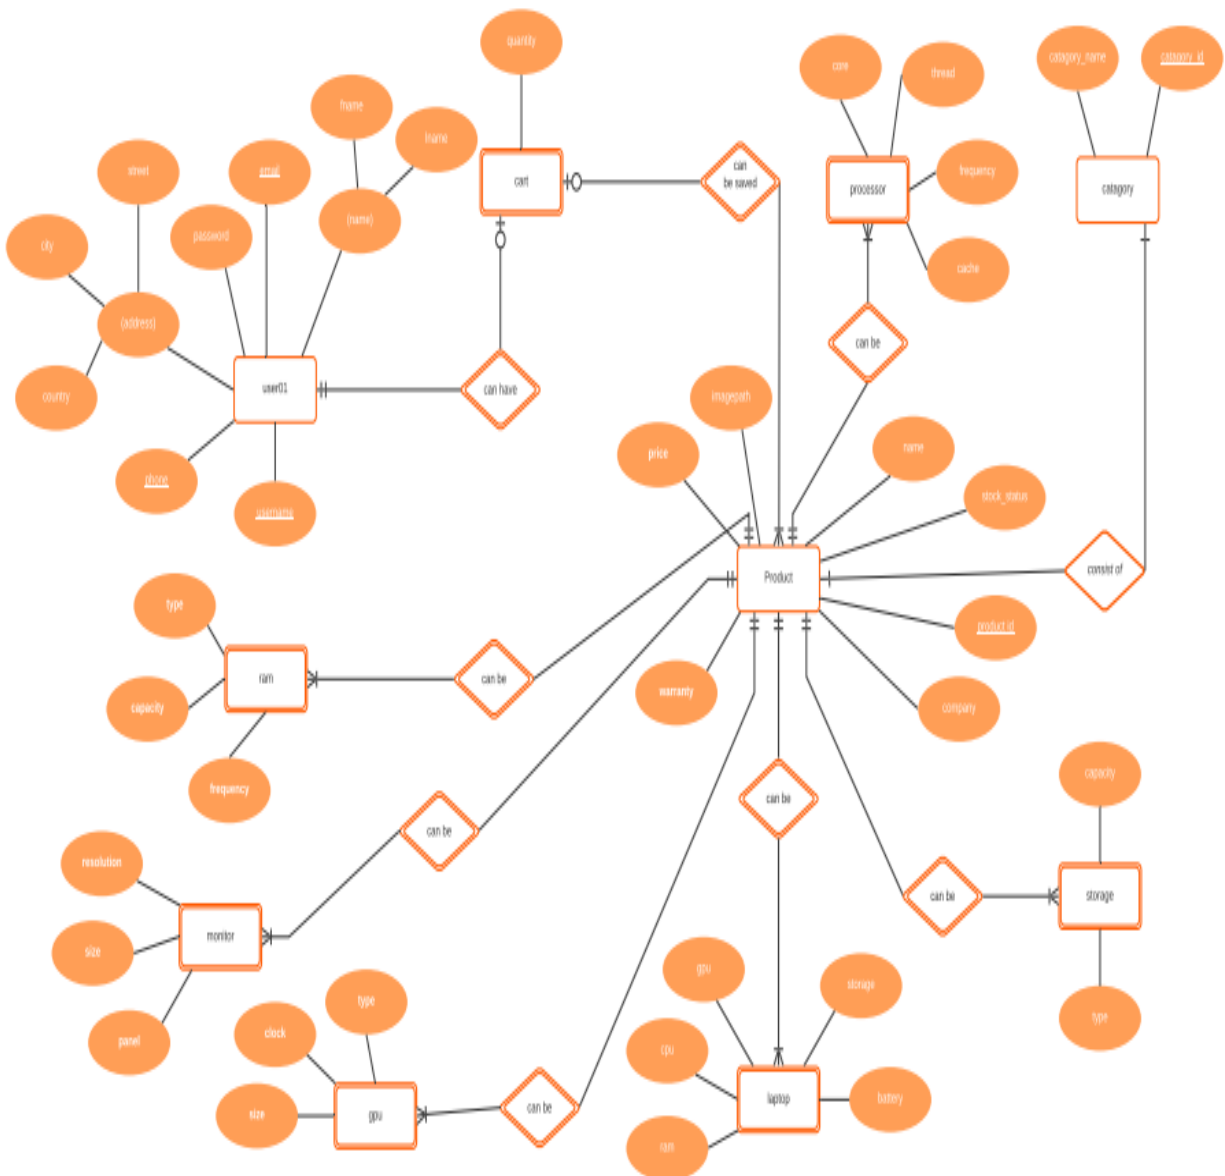 quantity
core
thread
catagory_name
catagory_id
fname
lname
street
email
cart
can
be saved
processor
frequency
catagory
city
password
(name)
cache
(address)
can be
country
user01
can have
imagepath
price
name
phone
username
stock_status
Product
consist of
type
product id
ram
can be
warranty
capacity
company
frequency
can be
can be
capacity
resolution
can be
storage
monitor
size
gpu
storage
type
clock
type
panel
cpu
size
gpu
can be
laptop
battery
ram